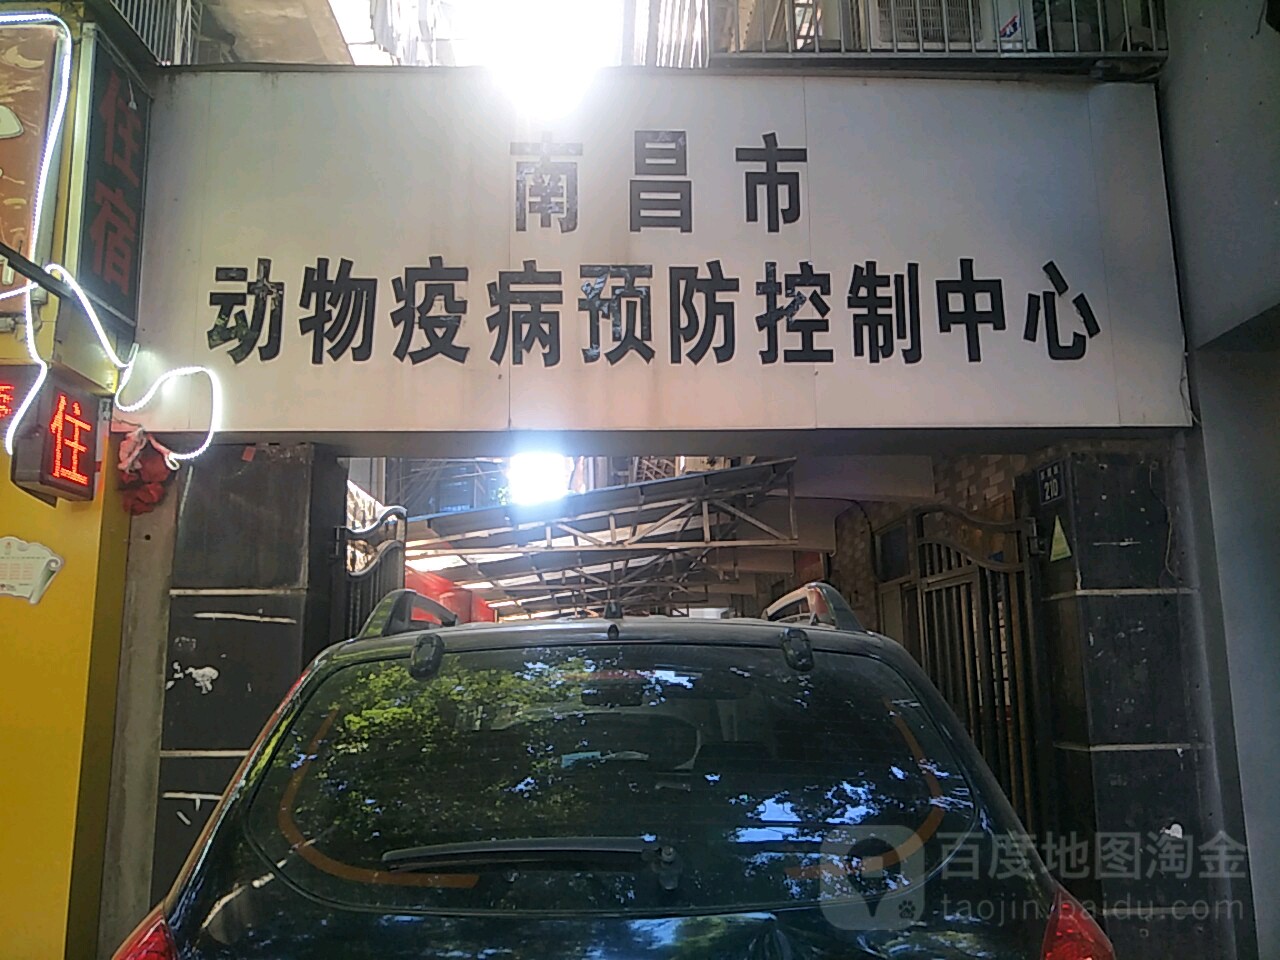 南昌市
动物疫病预防控制中心
住宿
住
210
百度地图淘金
taojin.baidu.com